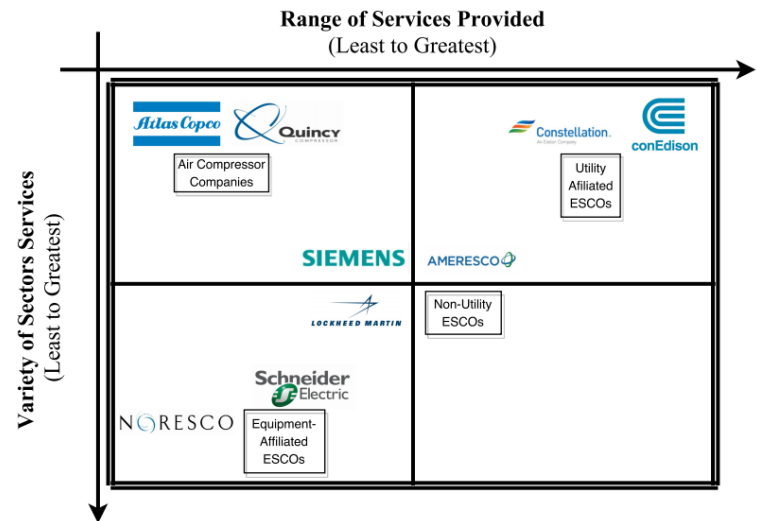 Range of Services Provided
(Least to Greatest)
Variety of Sectors Services
(Least to Greatest)
Atlas Copco
Quincy
COMPRESSOR
Air Compressor
Companies
Constellation.
An Exelon Company
conEdison
Utility
Afiliated
ESCOs
SIEMENS
AMERESCO
LOCKHEED MARTIN
Non-Utility
ESCOs
Schneider
Electric
NORESCO
Equipment-
Affiliated
ESCOs